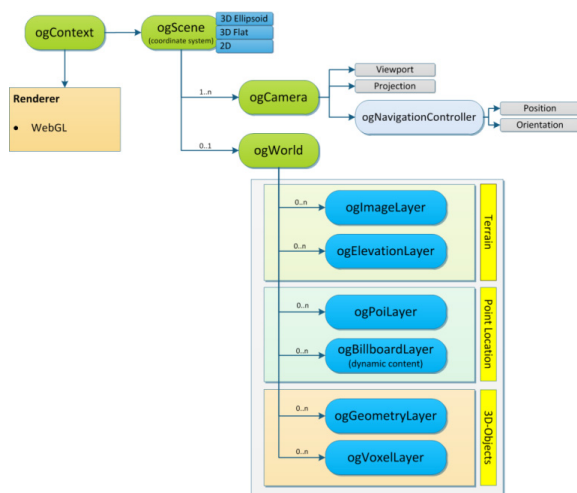 ogContext
ogScene
(coordinate system)
3D Ellipsoid
3D Flat
2D
Renderer
• WebGL
1..n
ogCamera
Viewport
Projection
ogNavigationController
Position
Orientation
0..1
ogWorld
0..n
ogImageLayer
0..n
ogElevationLayer
Terrain
0..n
ogPoiLayer
0..n
ogBillboardLayer
(dynamic content)
Point Location
0..n
ogGeometryLayer
0..n
ogVoxelLayer
3D-Objects